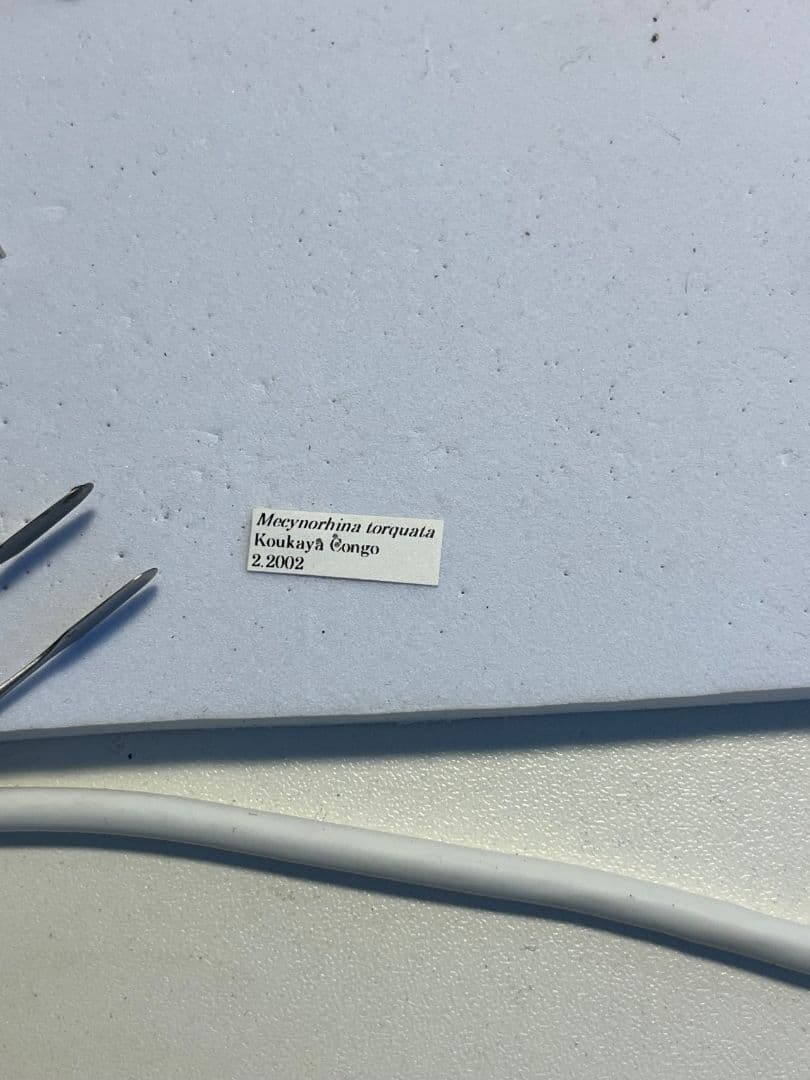 Mecynorhina torquata
Koukaya Congo
2.2002